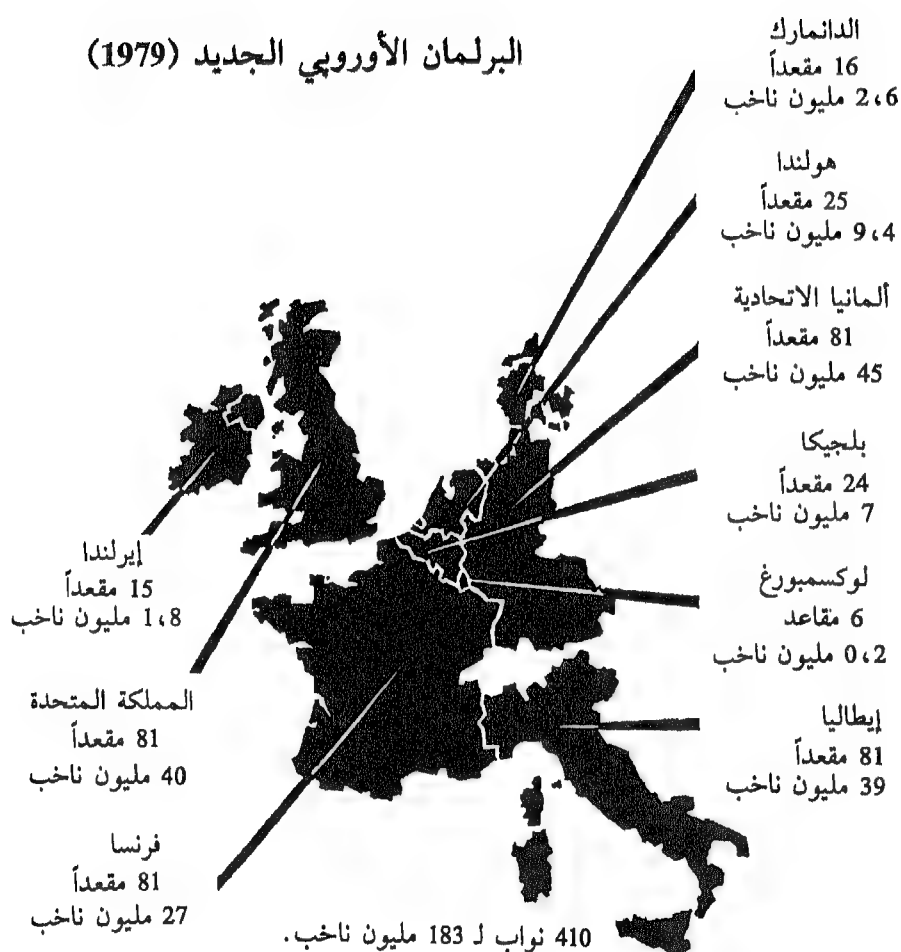 البرلمان الأوروبي الجديد (1979)
الدانمارك
16 مقعداً
2،6 مليون ناخب
هولندا
25 مقعداً
9،4 مليون ناخب
ألمانيا الاتحادية
81 مقعداً
45 مليون ناخب
بلجيكا
24 مقعداً
7 مليون ناخب
لوكسمبورغ
6 مقاعد
0،2 مليون ناخب
إيطاليا
81 مقعداً
39 مليون ناخب
إيرلندا
15 مقعداً
1،8 مليون ناخب
المملكة المتحدة
81 مقعداً
40 مليون ناخب
فرنسا
81 مقعداً
27 مليون ناخب
410 نواب لـ 183 مليون ناخب.